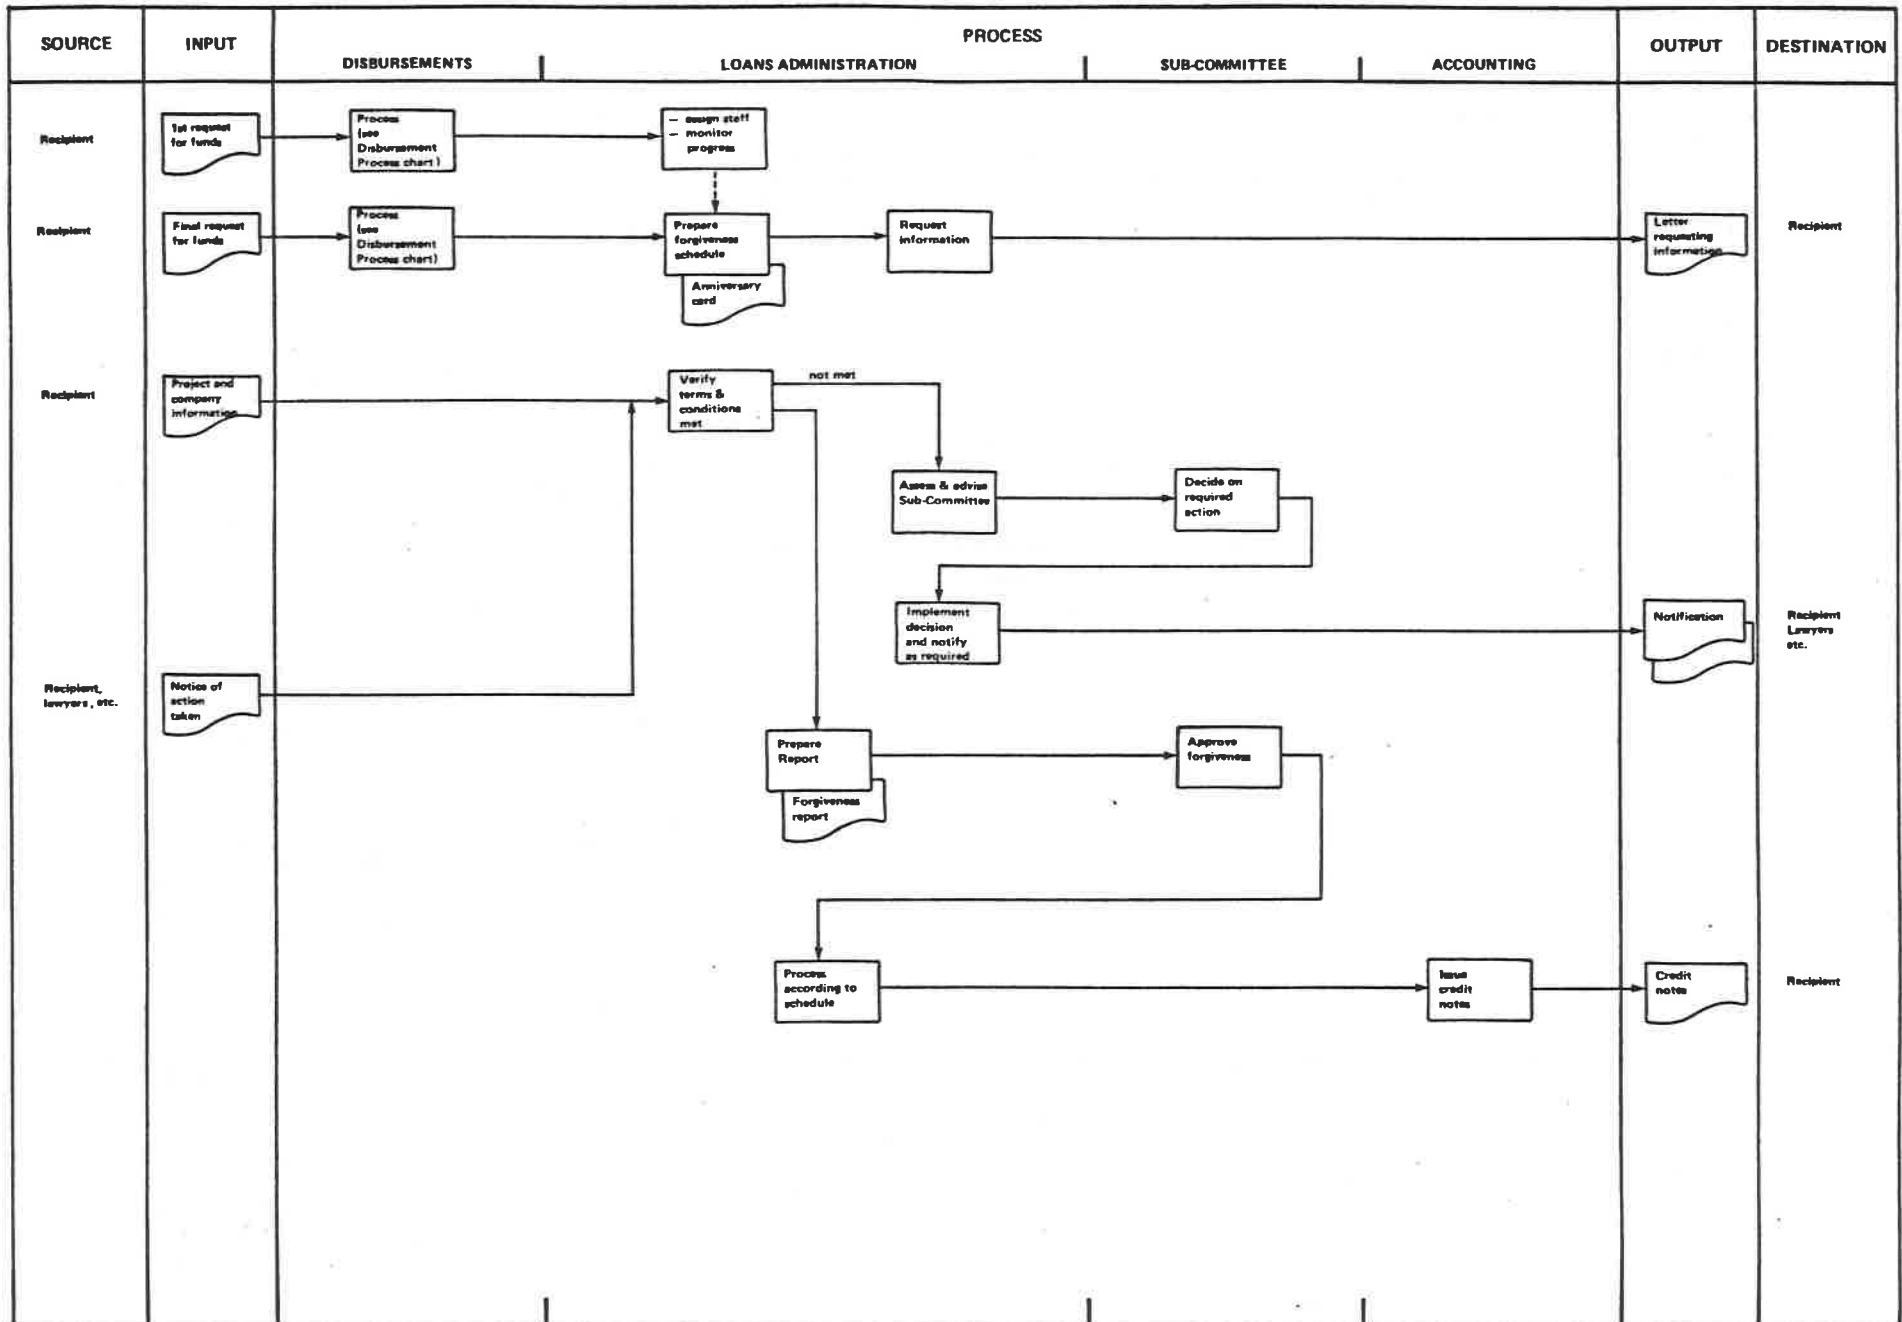 SOURCE
INPUT
PROCESS
OUTPUT
DESTINATION
DISBURSEMENTS
LOANS ADMINISTRATION
SUB-COMMITTEE
ACCOUNTING
Recipient
1st request
for funds
Process
(see
Disbursement
Process chart)
— assign staff
— monitor
progress
Recipient
Final request
for funds
Process
(see
Disbursement
Process chart)
Prepare
forgiveness
schedule
Anniversary
card
Request
information
Letter
requesting
information
Recipient
Recipient
Project and
company
information
Verify
terms &
conditions
met
not met
Assess & advise
Sub-Committee
Decide on
required
action
Implement
decision
and notify
as required
Notification
Recipient
Lawyers
etc.
Recipient,
lawyers, etc.
Notice of
action
taken
Prepare
Report
Forgiveness
report
Approve
forgiveness
Process
according to
schedule
Issue
credit
notes
Credit
notes
Recipient